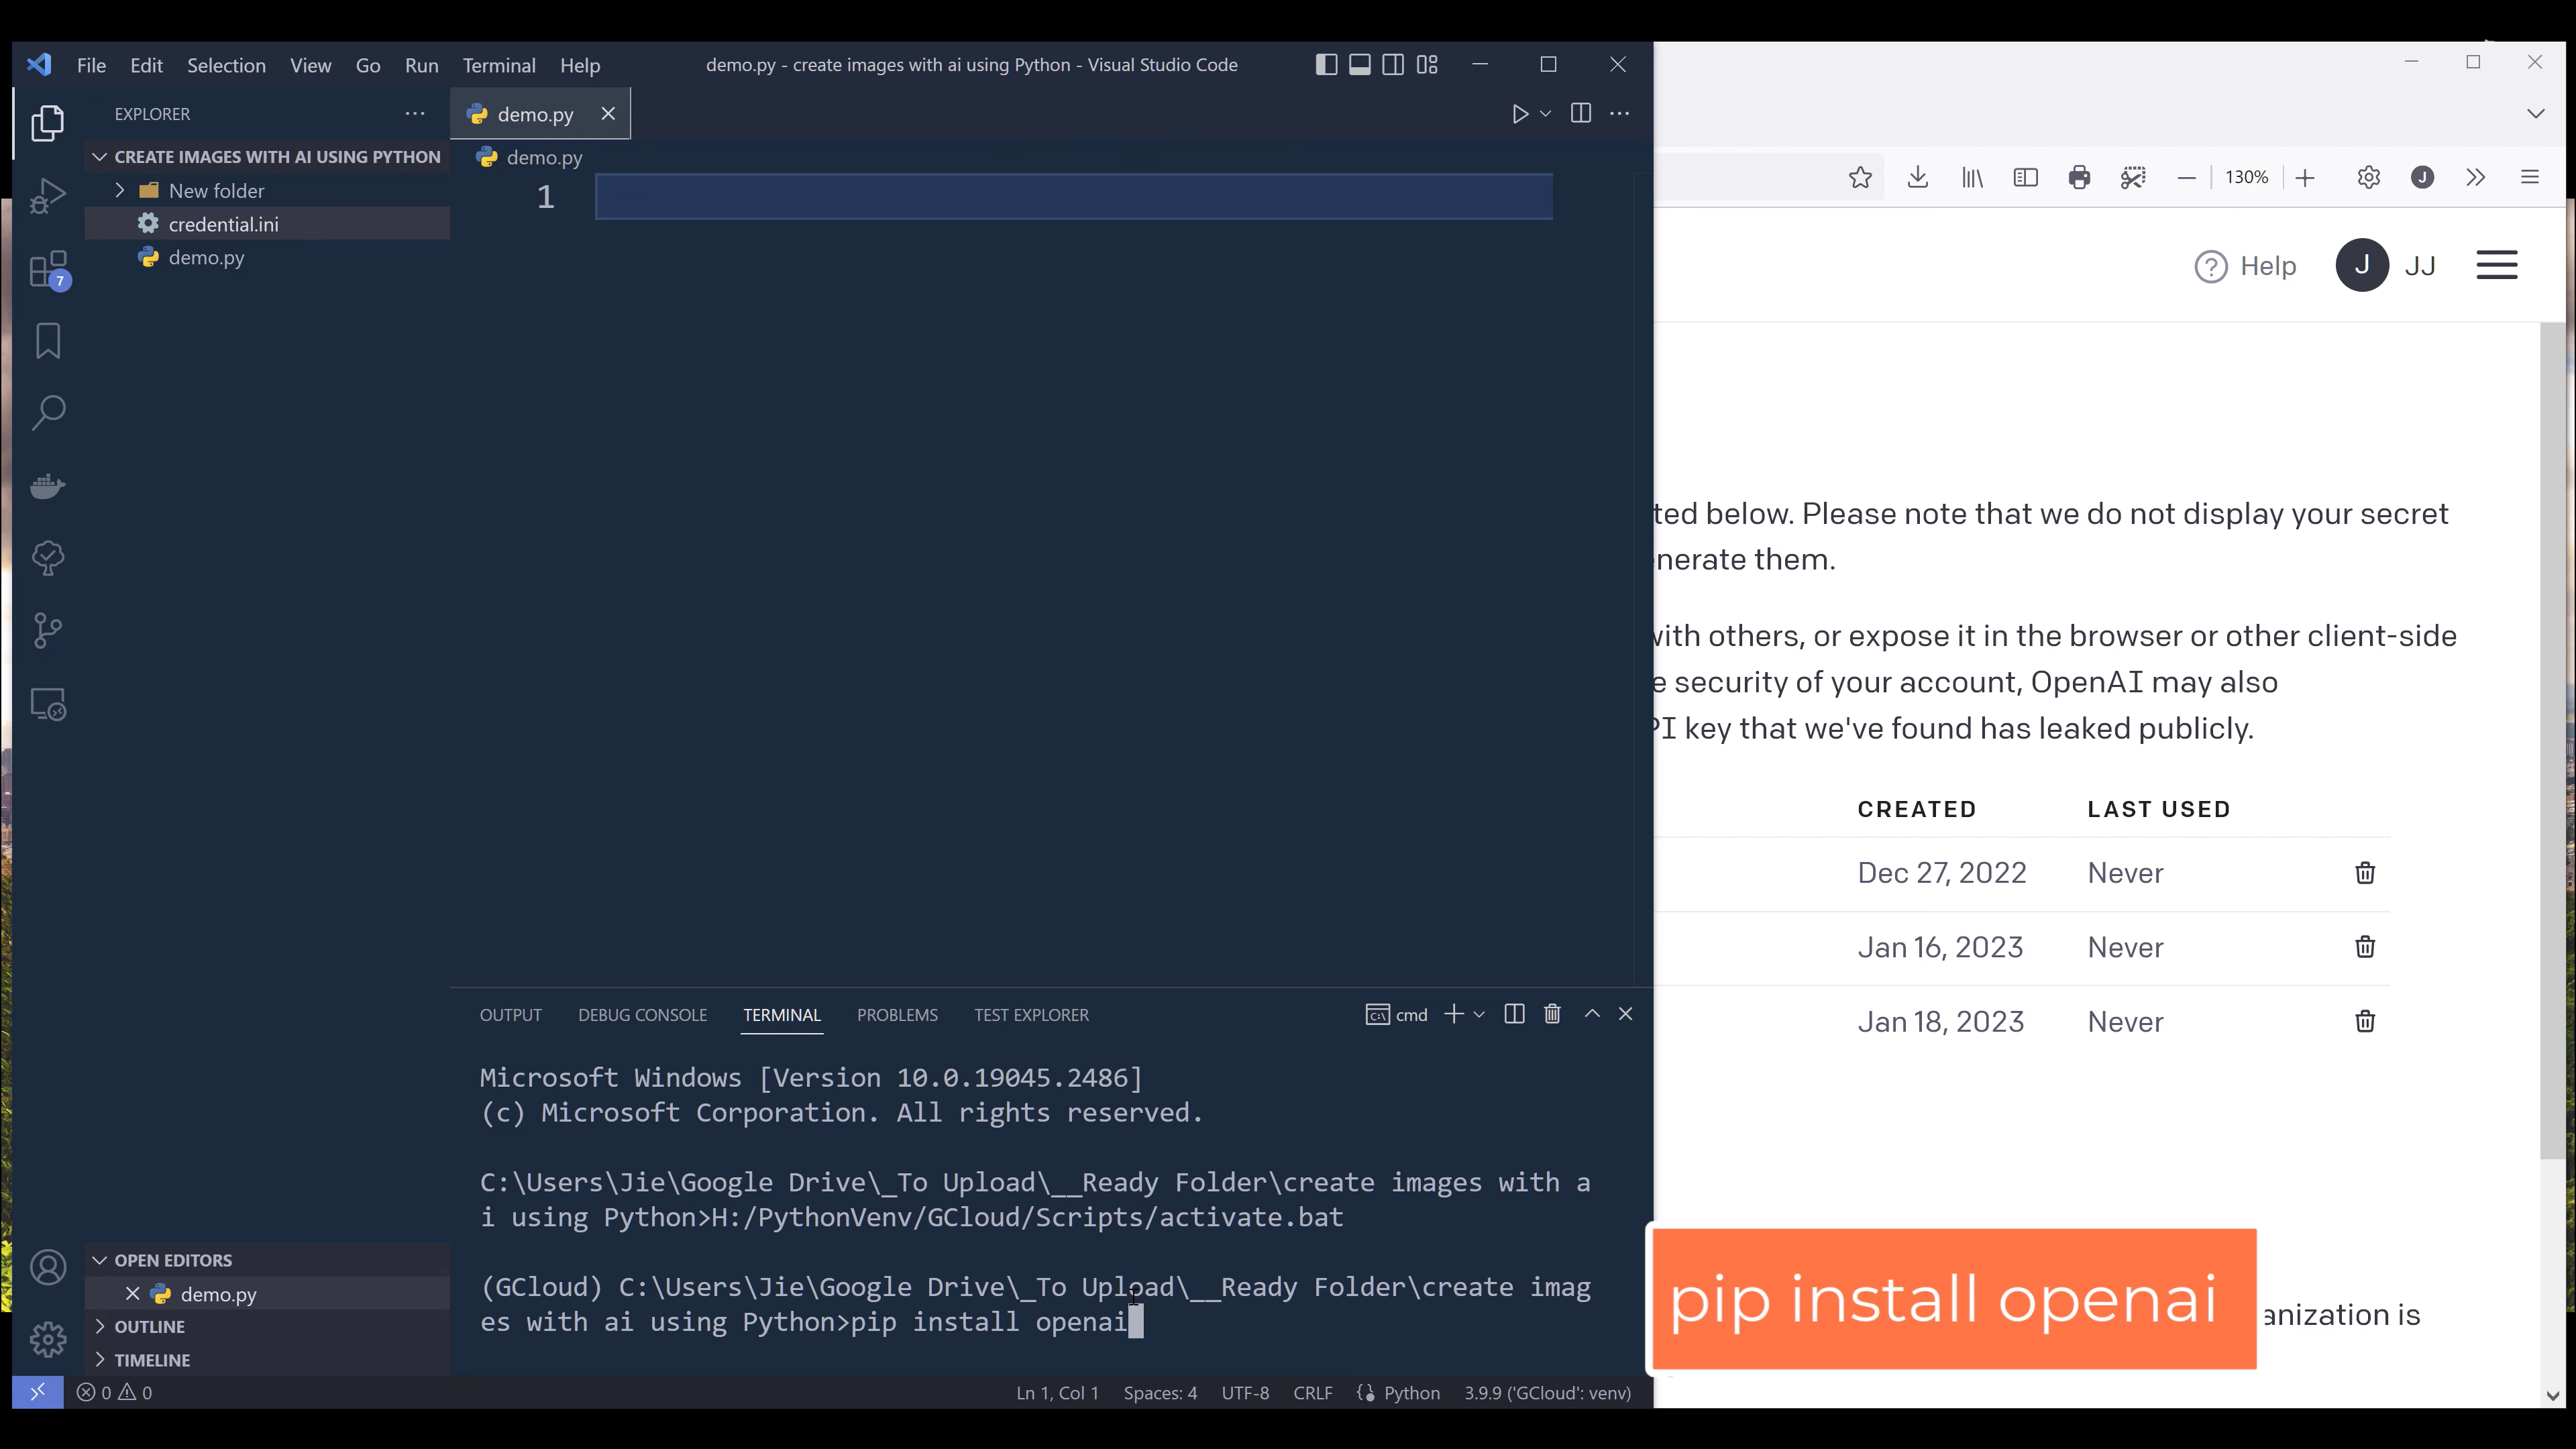 File Edit Selection View Go Run Terminal Help
demo.py - create images with ai using Python - Visual Studio Code
EXPLORER
CREATE IMAGES WITH AI USING PYTHON
New folder
credential.ini
demo.py
7
demo.py
demo.py
1
OUTPUT DEBUG CONSOLE TERMINAL PROBLEMS TEST EXPLORER
cmd
Microsoft Windows [Version 10.0.19045.2486]
(c) Microsoft Corporation. All rights reserved.
C:\Users\Jie\Google Drive\_To Upload\__Ready Folder\create images with a
i using Python>H:/PythonVenv/GCloud/Scripts/activate.bat
(GCloud) C:\Users\Jie\Google Drive\_To Upload\__Ready Folder\create imag
es with ai using Python>pip install openai
OPEN EDITORS
demo.py
OUTLINE
TIMELINE
0 0
Ln 1, Col 1 Spaces: 4 UTF-8 CRLF Python 3.9.9 ('GCloud': venv)
130%
J
? Help J JJ
ted below. Please note that we do not display your secret
nerate them.
with others, or expose it in the browser or other client-side
e security of your account, OpenAI may also
PI key that we've found has leaked publicly.
CREATED LAST USED
Dec 27, 2022 Never
Jan 16, 2023 Never
Jan 18, 2023 Never
anization is
pip install openai